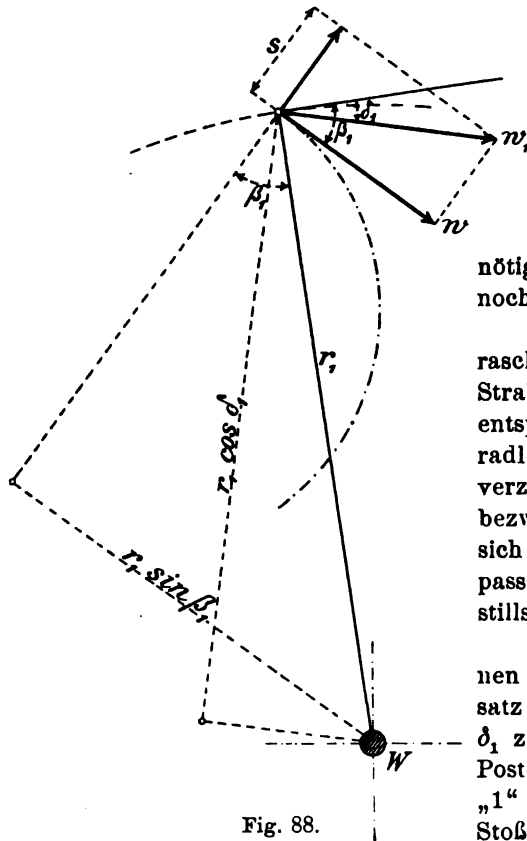 s
δ₁
β₁
w₁
w
β₁
nötig
noch
r₁
rasch
Stra
entsp
radl
verz
bezw
sich
pass
stills
r₁ cos δ₁
r₁ sin β₁
nen
satz
δ₁ z
W
Post
„1“
Fig. 88.
Stoß